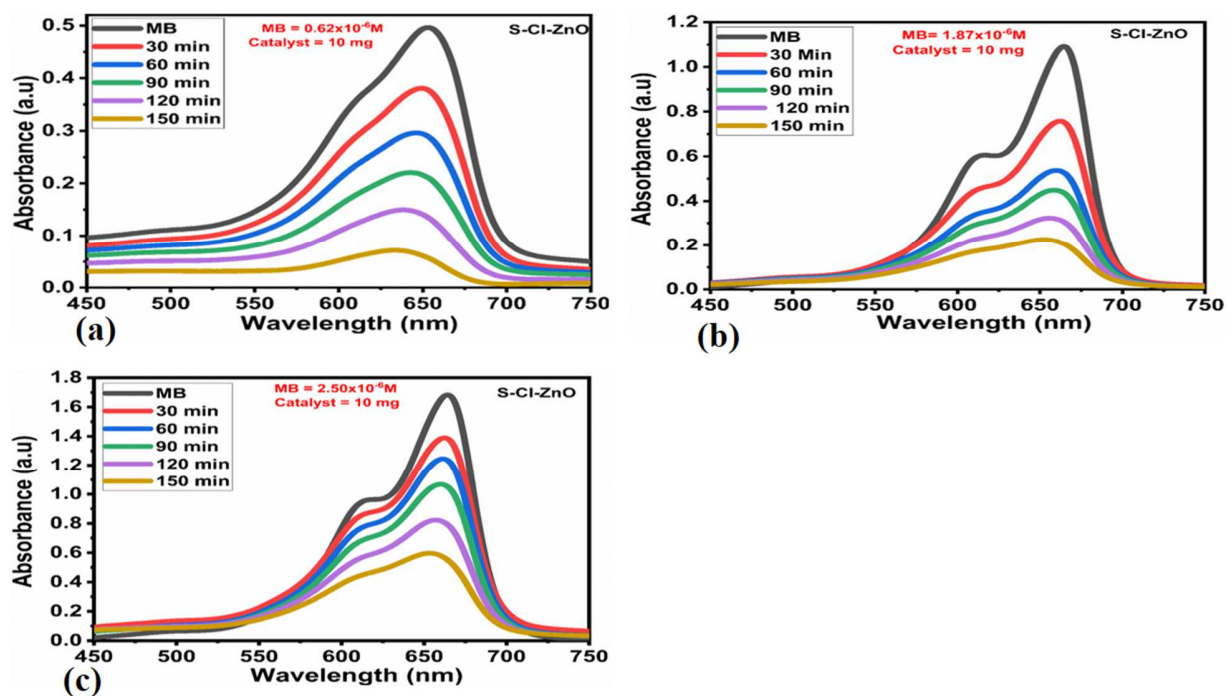 MB = 0.62x10⁻⁶M
Catalyst = 10 mg
S-Cl-ZnO
MB
30 min
60 min
90 min
120 min
150 min
Absorbance (a.u)
0.5
0.4
0.3
0.2
0.1
0.0
450 500 550 600 650 700 750
Wavelength (nm)
(a)
MB= 1.87x10⁻⁶M
Catalyst = 10 mg
S-Cl-ZnO
MB
30 Min
60 min
90 min
120 min
150 min
Absorbance (a.u)
1.2
1.0
0.8
0.6
0.4
0.2
0.0
450 500 550 600 650 700 750
Wavelength (nm)
(b)
MB = 2.50x10⁻⁶M
Catalyst = 10 mg
S-Cl-ZnO
MB
30 min
60 min
90 min
120 min
150 min
Absorbance (a.u)
1.8
1.6
1.4
1.2
1.0
0.8
0.6
0.4
0.2
0.0
450 500 550 600 650 700 750
Wavelength (nm)
(c)